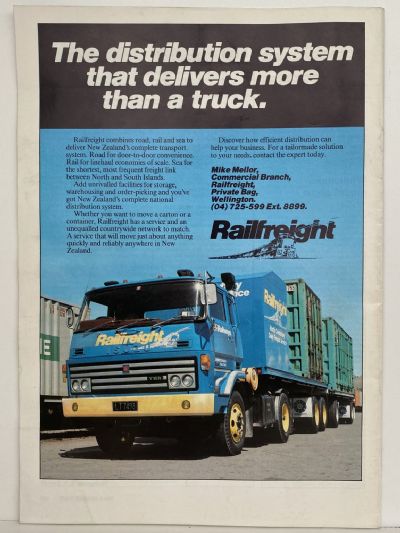 The distribution system
that delivers more
than a truck.
Railfreight combines road, rail and sea to
deliver New Zealand's complete transport
system. Road for door-to-door convenience.
Rail for linehaul economies of scale. Sea for
the shortest, most frequent freight link
between North and South Islands.
Add unrivalled facilities for storage,
warehousing and order-picking and you've
got New Zealand's complete national
distribution system.
Whether you want to move a carton or a
container, Railfreight has a service and an
unequalled countrywide network to match.
A service that will move just about anything
quickly and reliably anywhere in New
Zealand.
Discover how efficient distribution can
help your business. For a tailormade solution
to your needs, contact the expert today.
Mike Mellor,
Commercial Branch,
Railfreight,
Private Bag,
Wellington.
(04) 725-599 Ext. 8899.
Railfreight
Railfreight
Railfreight